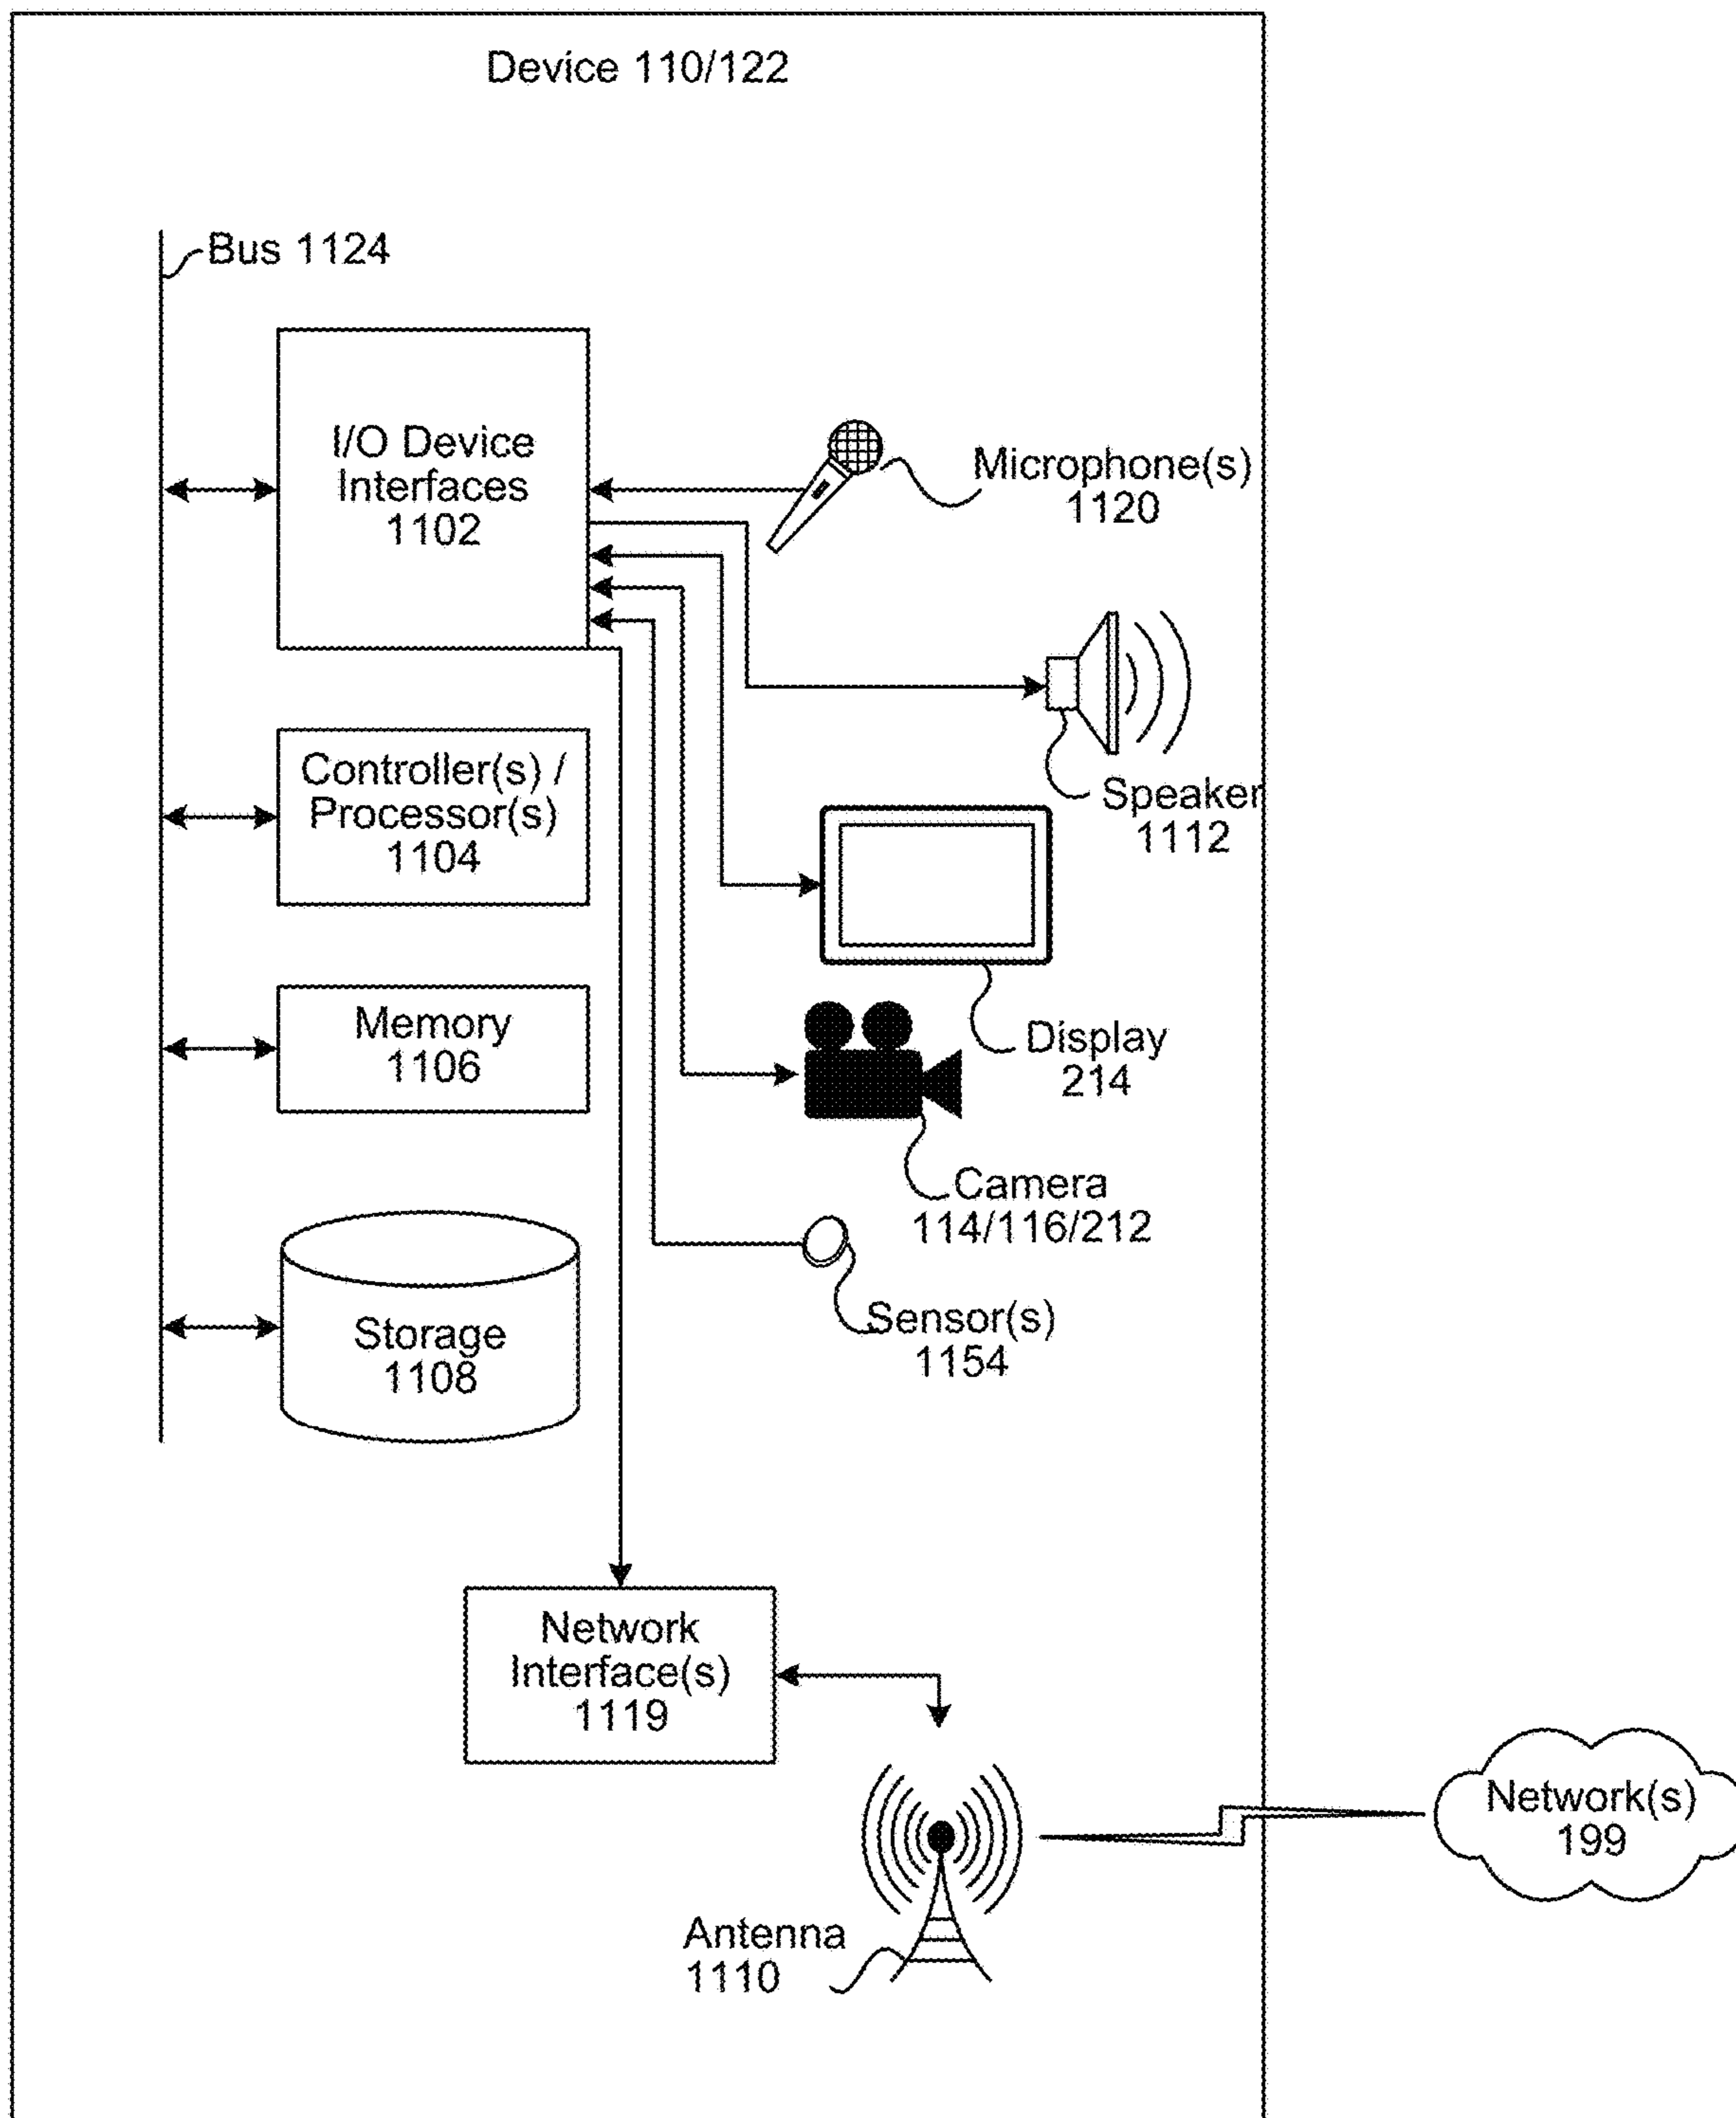 Device 110/122
Bus 1124
I/O Device
Interfaces
1102
Microphone(s)
1120
Speaker
1112
Controller(s) /
Processor(s)
1104
Display
214
Memory
1106
Camera
114/116/212
Sensor(s)
1154
Storage
1108
Network
Interface(s)
1119
Network(s)
199
Antenna
1110